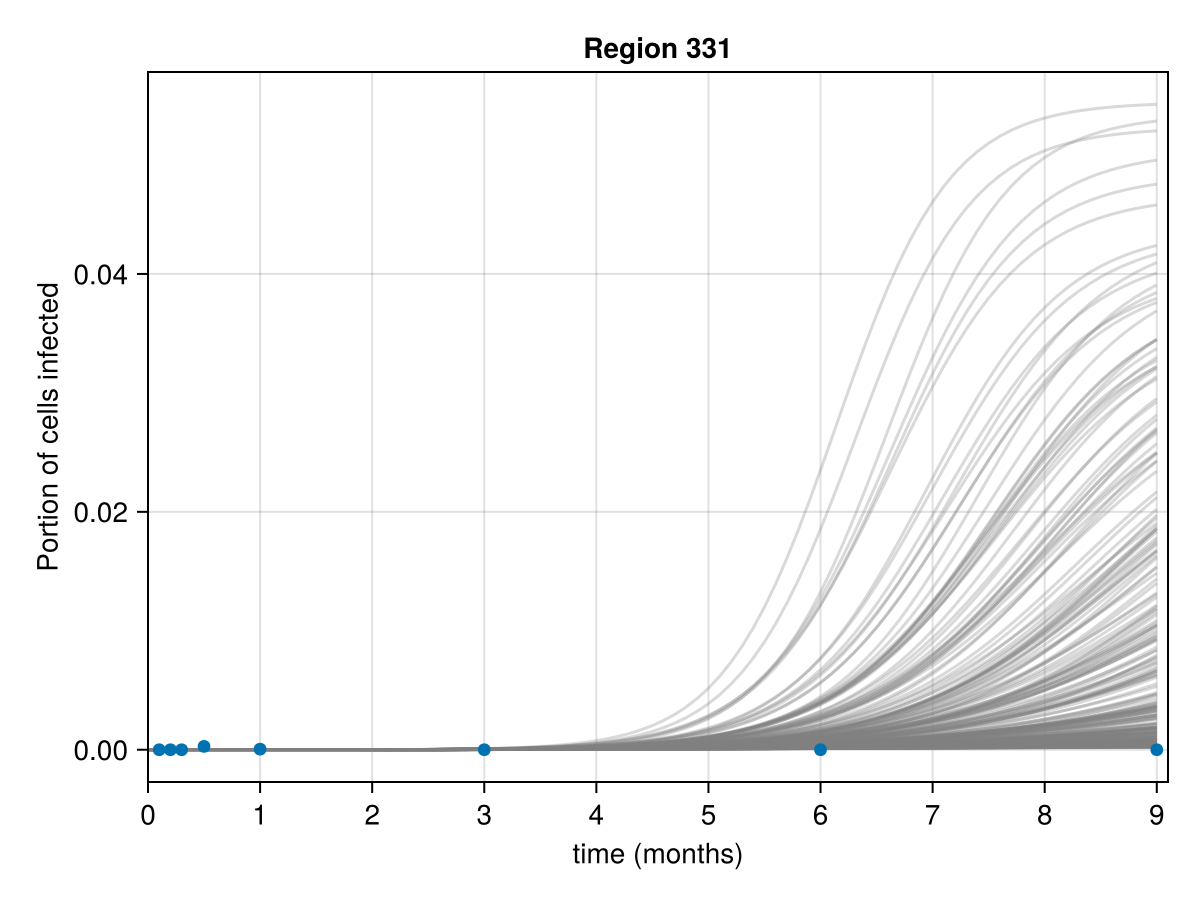 Region 331
Portion of cells infected
0.04
0.02
0.00
0 1 2 3 4 5 6 7 8 9
time (months)